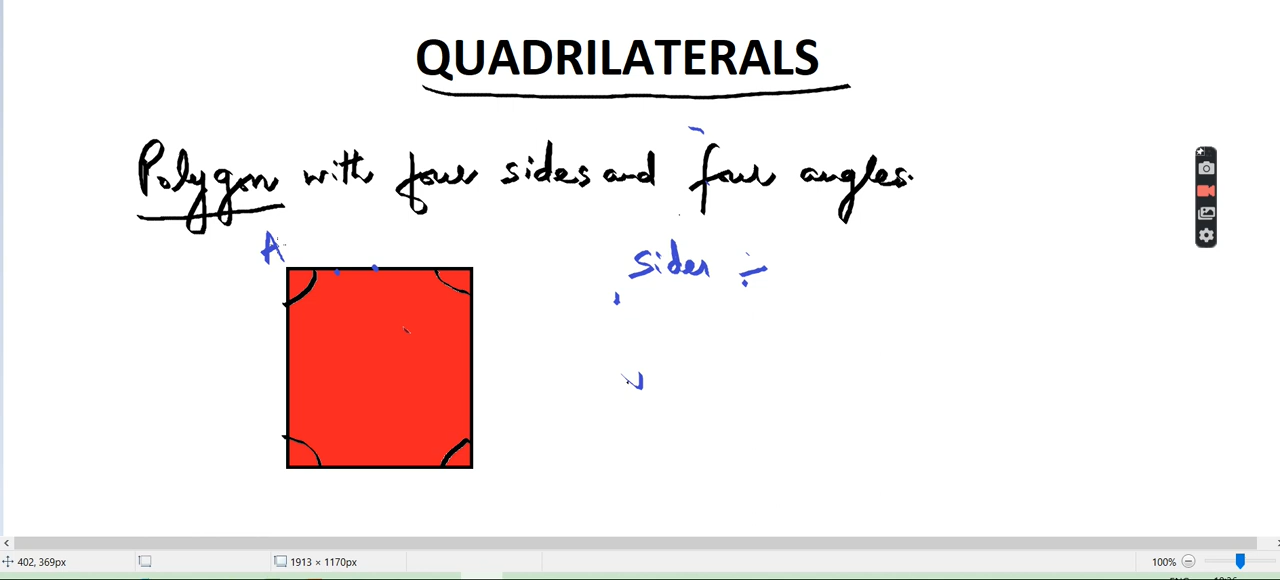 QUADRILATERALS
Polygon with four sides and four angles.
A
Sides :-
402, 369px
1913 × 1170px
100%